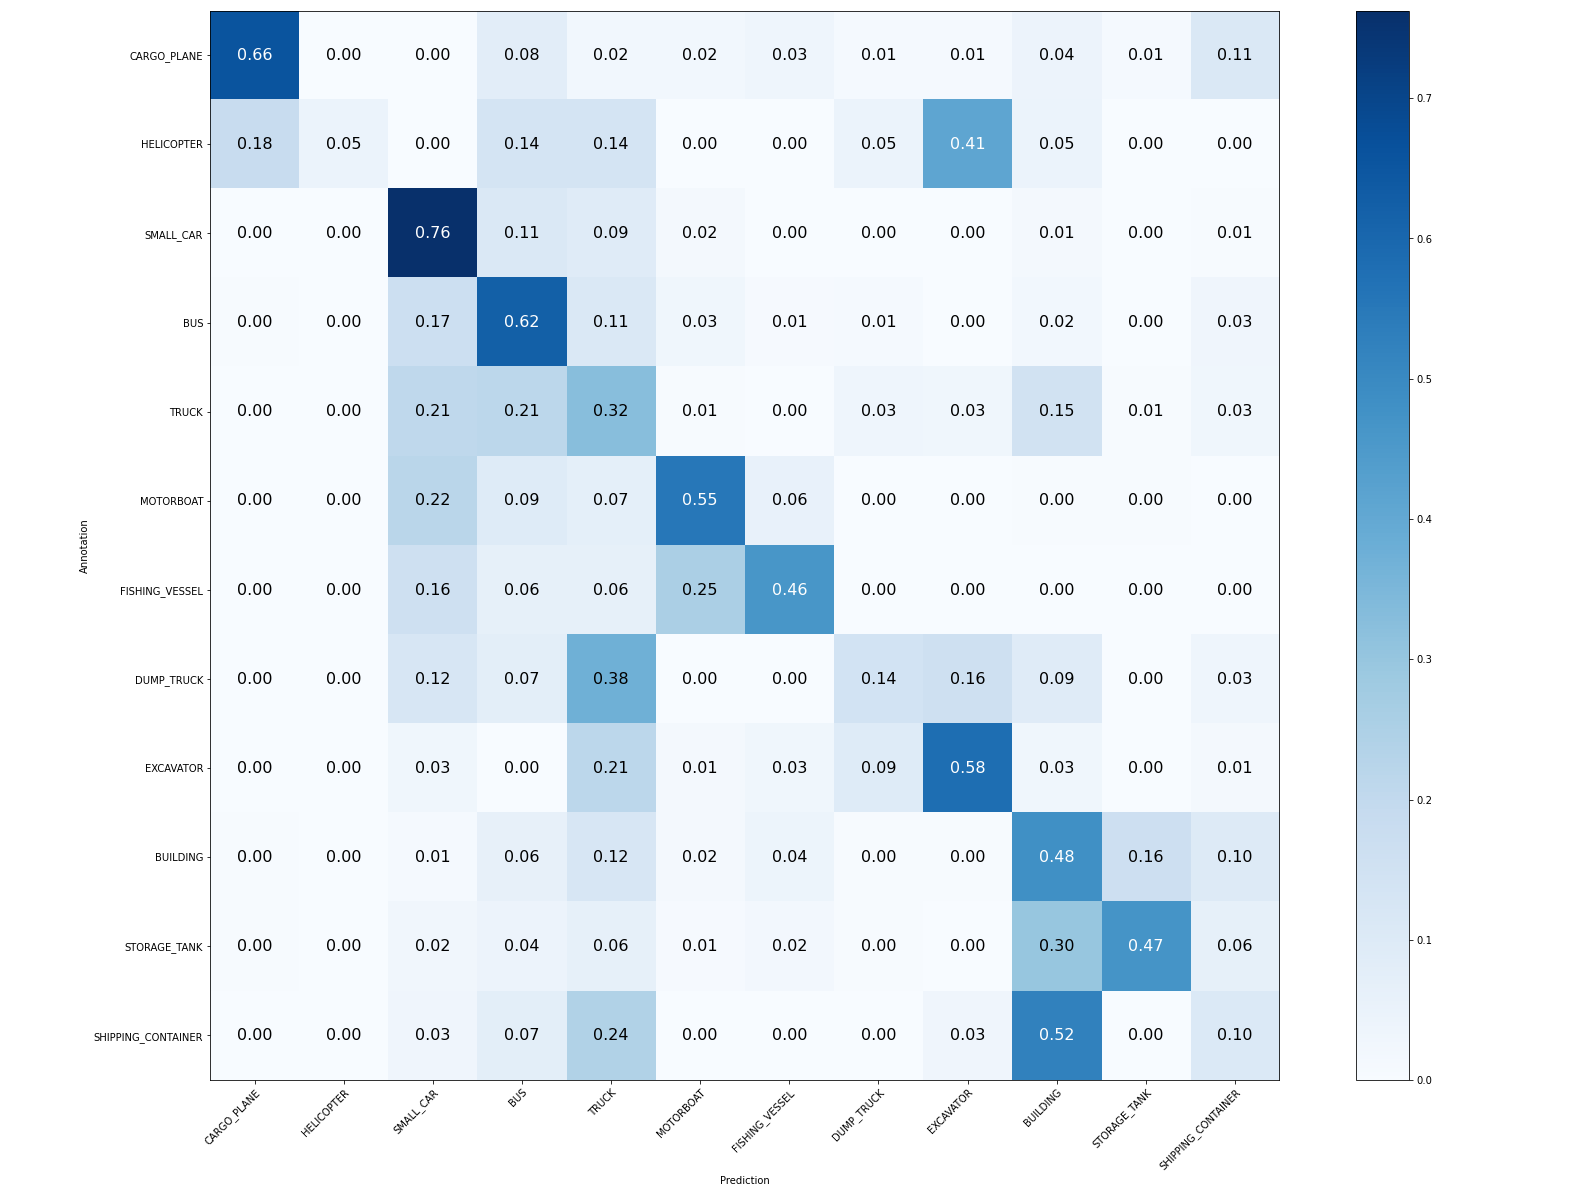 CARGO_PLANE 0.66 0.00 0.00 0.08 0.02 0.02 0.03 0.01 0.01 0.04 0.01 0.11
0.7
HELICOPTER 0.18 0.05 0.00 0.14 0.14 0.00 0.00 0.05 0.41 0.05 0.00 0.00
SMALL_CAR 0.00 0.00 0.76 0.11 0.09 0.02 0.00 0.00 0.00 0.01 0.00 0.01
0.6
BUS 0.00 0.00 0.17 0.62 0.11 0.03 0.01 0.01 0.00 0.02 0.00 0.03
0.5
TRUCK 0.00 0.00 0.21 0.21 0.32 0.01 0.00 0.03 0.03 0.15 0.01 0.03
MOTORBOAT 0.00 0.00 0.22 0.09 0.07 0.55 0.06 0.00 0.00 0.00 0.00 0.00
0.4
Annotation
FISHING_VESSEL 0.00 0.00 0.16 0.06 0.06 0.25 0.46 0.00 0.00 0.00 0.00 0.00
0.3
DUMP_TRUCK 0.00 0.00 0.12 0.07 0.38 0.00 0.00 0.14 0.16 0.09 0.00 0.03
EXCAVATOR 0.00 0.00 0.03 0.00 0.21 0.01 0.03 0.09 0.58 0.03 0.00 0.01
0.2
BUILDING 0.00 0.00 0.01 0.06 0.12 0.02 0.04 0.00 0.00 0.48 0.16 0.10
0.1
STORAGE_TANK 0.00 0.00 0.02 0.04 0.06 0.01 0.02 0.00 0.00 0.30 0.47 0.06
SHIPPING_CONTAINER 0.00 0.00 0.03 0.07 0.24 0.00 0.00 0.00 0.03 0.52 0.00 0.10
0.0
CARGO_PLANE HELICOPTER SMALL_CAR BUS TRUCK MOTORBOAT FISHING_VESSEL DUMP_TRUCK EXCAVATOR BUILDING STORAGE_TANK SHIPPING_CONTAINER
Prediction